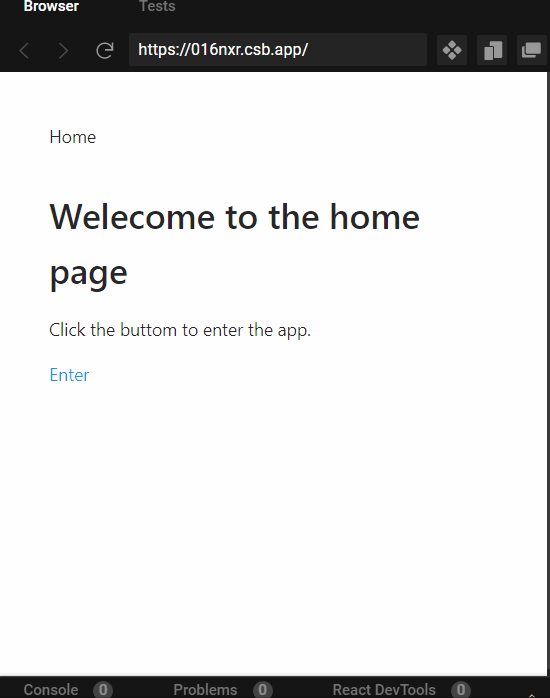 Browser Tests
https://016nxr.csb.app/
Home
Welecome to the home
page
Click the buttom to enter the app.
Enter
Console 0 Problems 0 React DevTools 0